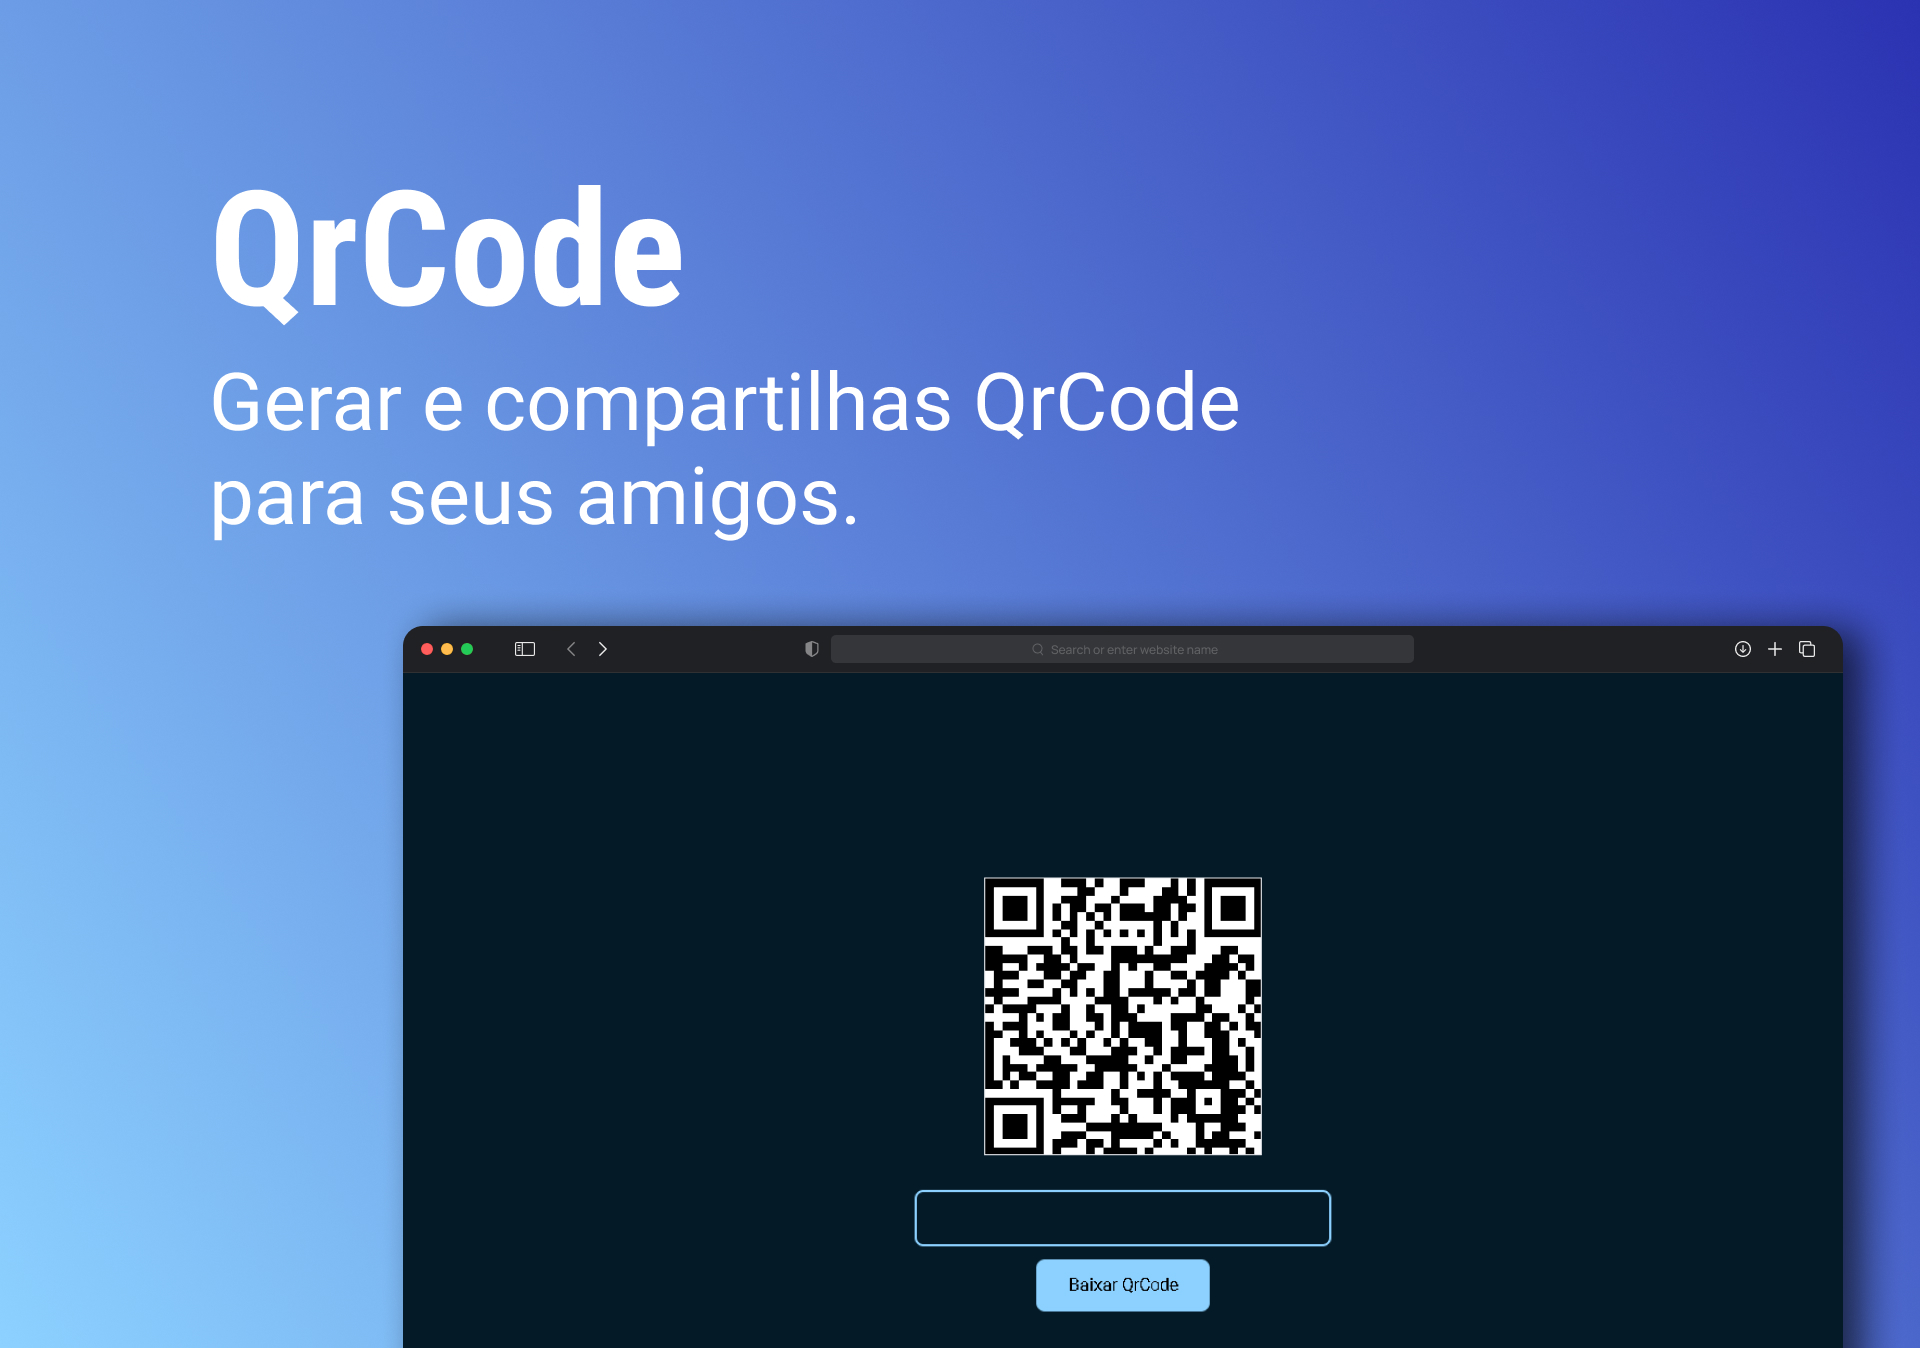 QrCode
Gerar e compartilhas QrCode
para seus amigos.
Search or enter website name
Baixar QrCode